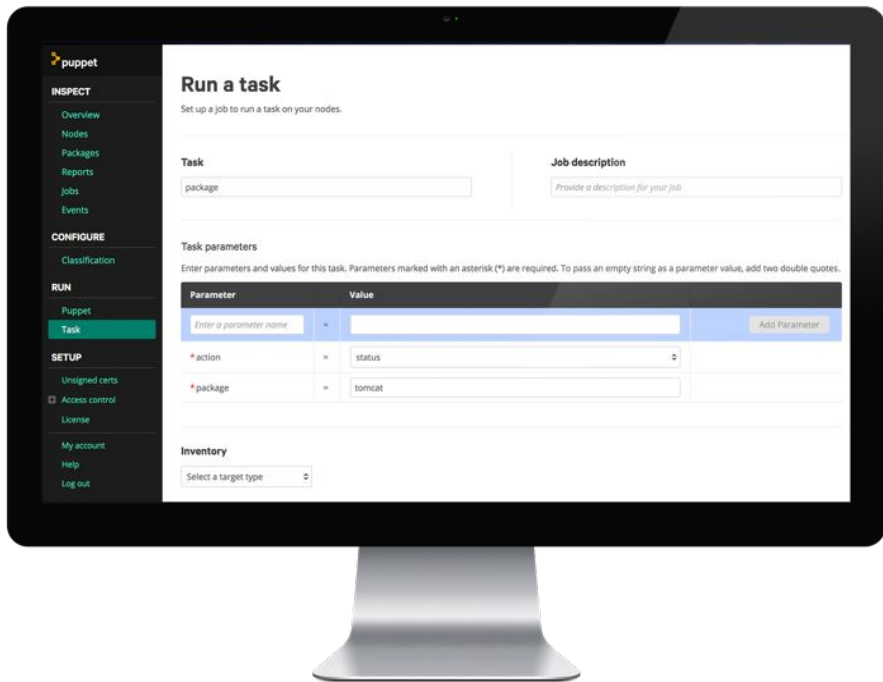 puppet
INSPECT
Overview
Nodes
Packages
Reports
Jobs
Events
CONFIGURE
Classification
RUN
Puppet
Task
SETUP
Unsigned certs
Access control
License
My account
Help
Log out
Run a task
Set up a job to run a task on your nodes.
Task
Job description
package
Provide a description for your job
Task parameters
Enter parameters and values for this task. Parameters marked with an asterisk (*) are required. To pass an empty string as a parameter value, add two double quotes.
Parameter Value
Enter a parameter name = Add Parameter
*action = status
*package = tomcat
Inventory
Select a target type